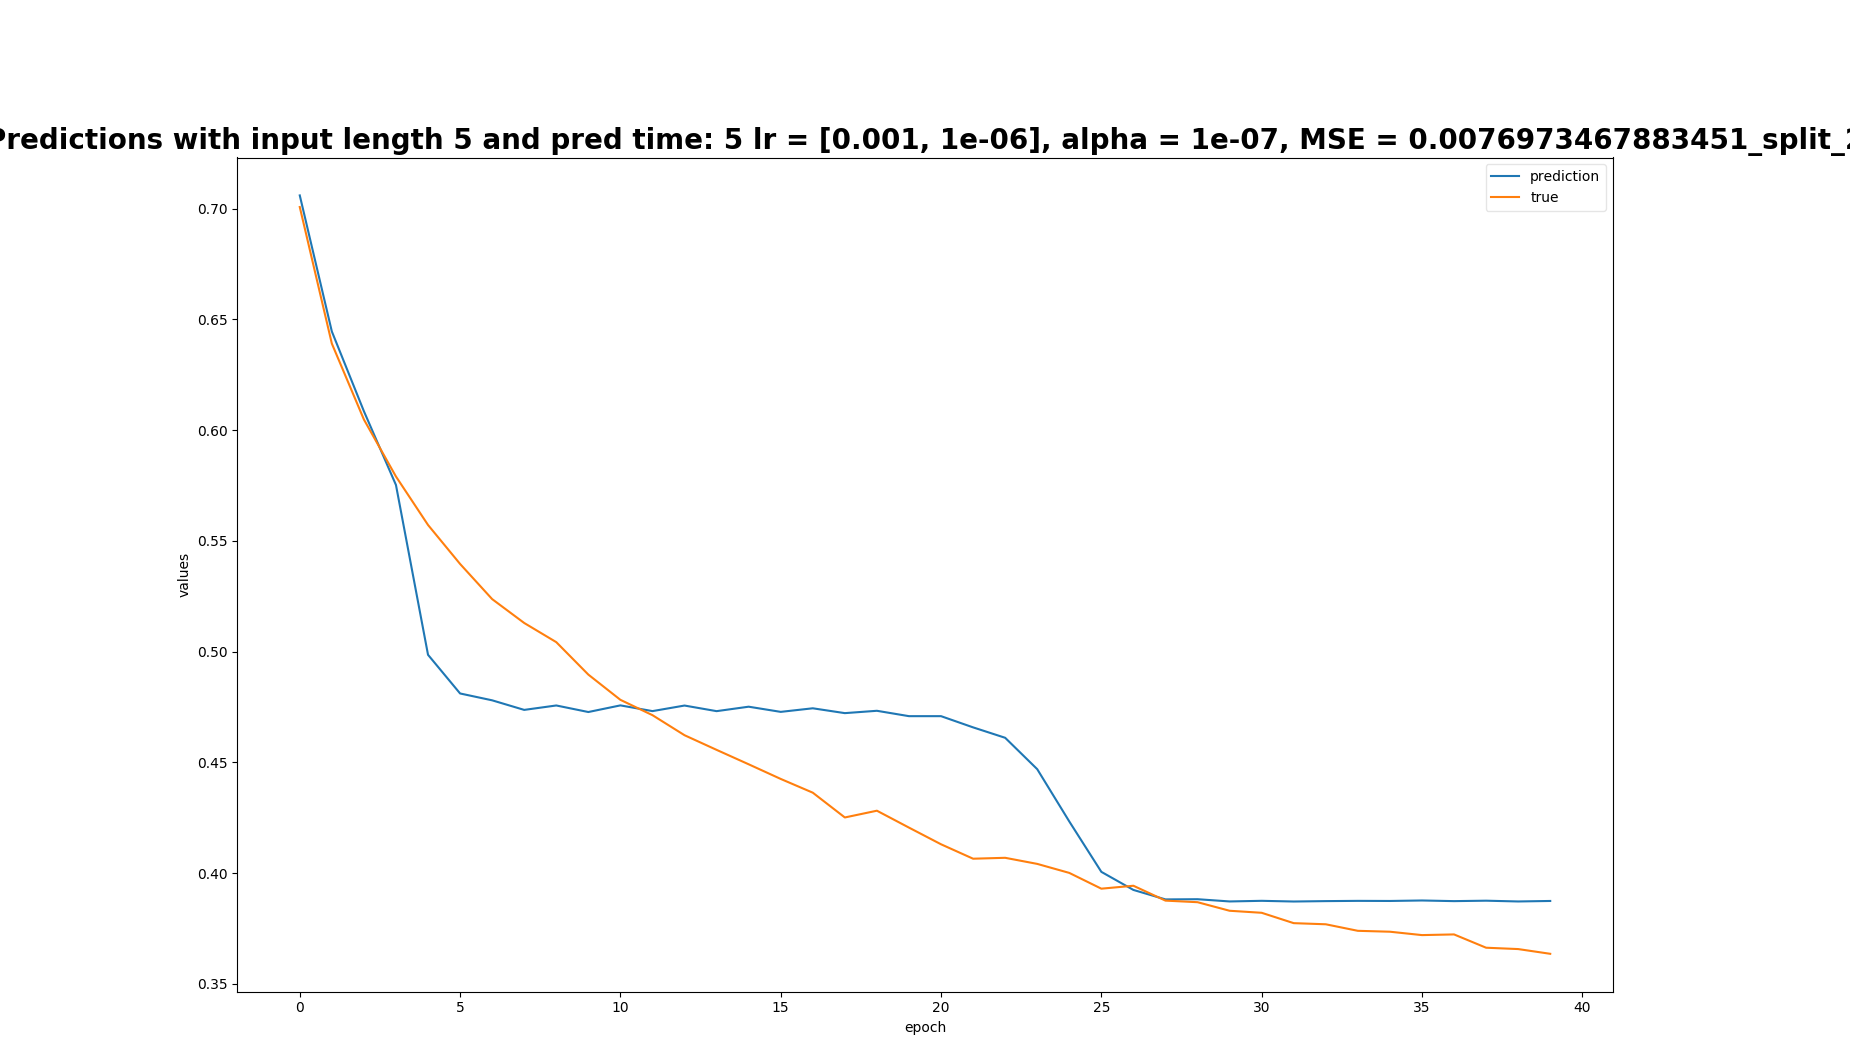 Predictions with input length 5 and pred time: 5 lr = [0.001, 1e-06], alpha = 1e-07, MSE = 0.0076973467883451_split_2
prediction
true
0.70
0.65
0.60
0.55
0.50
0.45
0.40
0.35
values
0 5 10 15 20 25 30 35 40
epoch